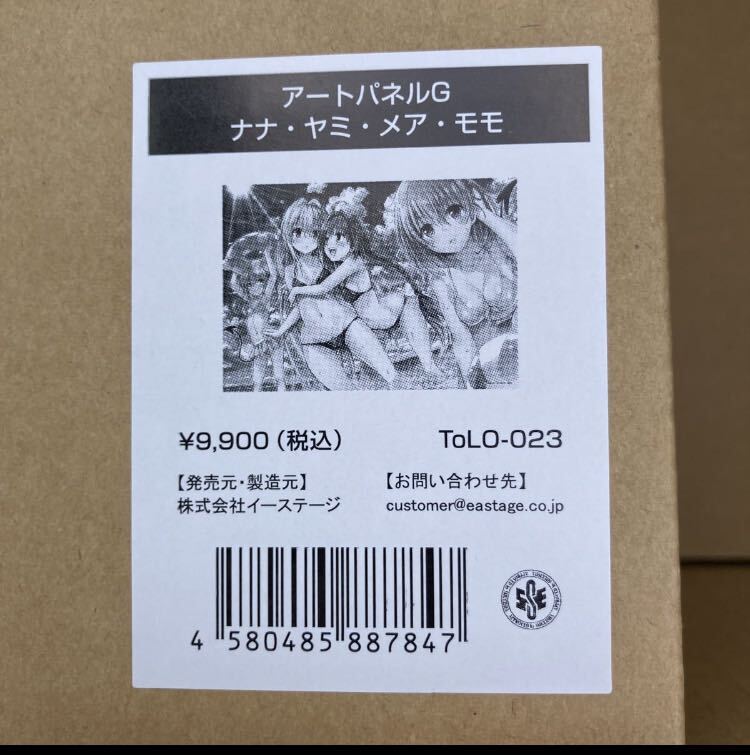 アートパネルG
ナナ・ヤミ・メア・モモ
¥9,900（税込）
ToLO-023
【発売元・製造元】
株式会社イーステージ
【お問い合わせ先】
customer@eastage.co.jp
4 580485 887847